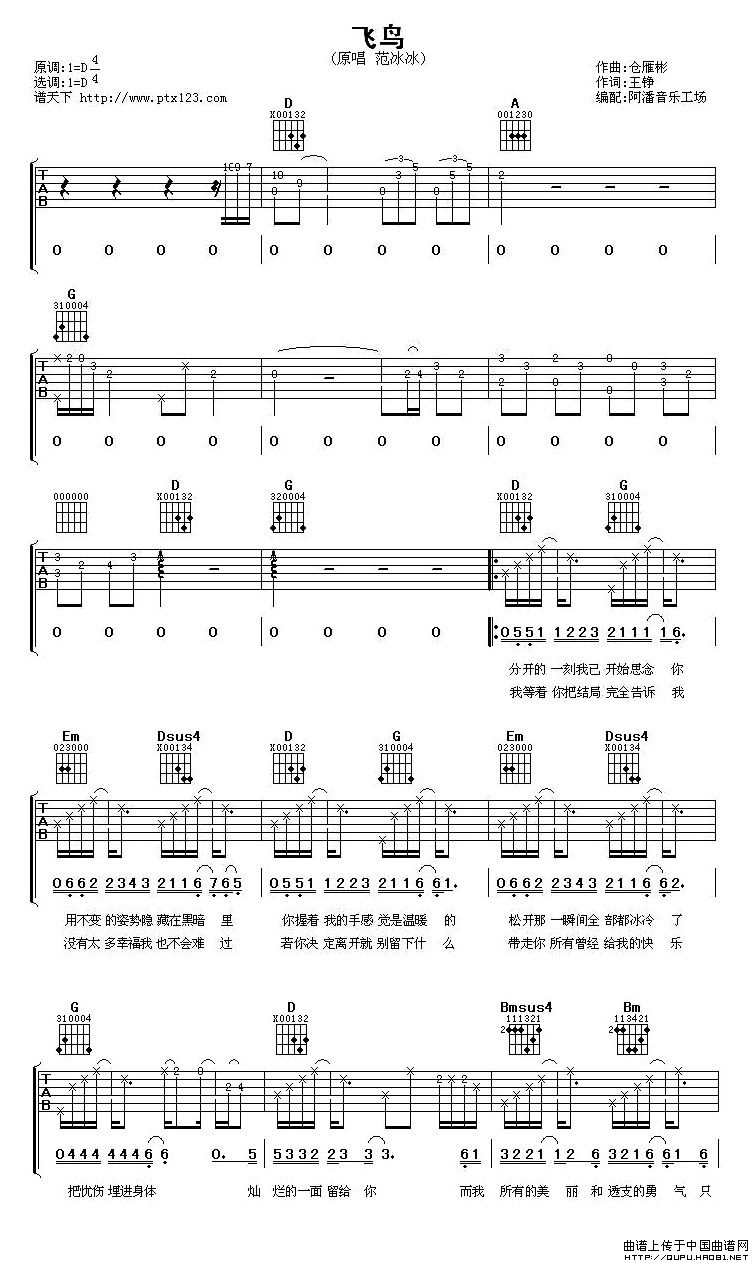 飞鸟
(原唱 范冰冰)
原调:1=D 4/4
选调:1=D
谱天下 http://www.ptx123.com
作曲:仓雁彬
作词:王铮
编配:阿潘音乐工场
D A
X00132 001230
T A B 10 9 7 10 0 9 0 3 5 0 5 5 2
3 3
0 0 0 0 0 0 0 0 0 0 0 0
G
310004
T A B 2 0 3 2 2 0 2 4 3 2 3 2 3 2 0 0 0 0 3 3 2
0 0 0 0 0 0 0 0 0 0 0 0
D G D G
000000 X00132 320004 X00132 310004
T A B 3 3 2 4 3
0 0 0 0 0 0 0 0 0551 1223 2111 16.
分开的 一刻我已 开始思念 你
我等着 你把结局 完全告诉 我
Em Dsus4 D G Em Dsus4
023000 X00134 X00132 310004 023000 X00134
T A B
0662 2343 2116 765 0551 1223 2116 61. 0662 2343 2116 62.
用不变 的姿势隐 藏在黑暗 里 你握着 我的手感 觉是温暖 的 松开那 一瞬间全 部都冰冷 了
没有太 多幸福我 也不会难 过 若你决 定离开就 别留下什 么 带走你 所有曾经 给我的快 乐
G D Bmsus4 Bm
310004 X00132 111321 113421
2 2
T A B 2 0 2 4 2 2
0444 4446 6 0. 5 5332 23 3 3. 61 3221 12 6 3216 61 6
把忧伤 埋进身体 灿 烂的一面 留给 你 而我 所有的美 丽 和 透支的勇 气 只
曲谱上传于中国曲谱网
HTTP://QUPU.HAO81.NET